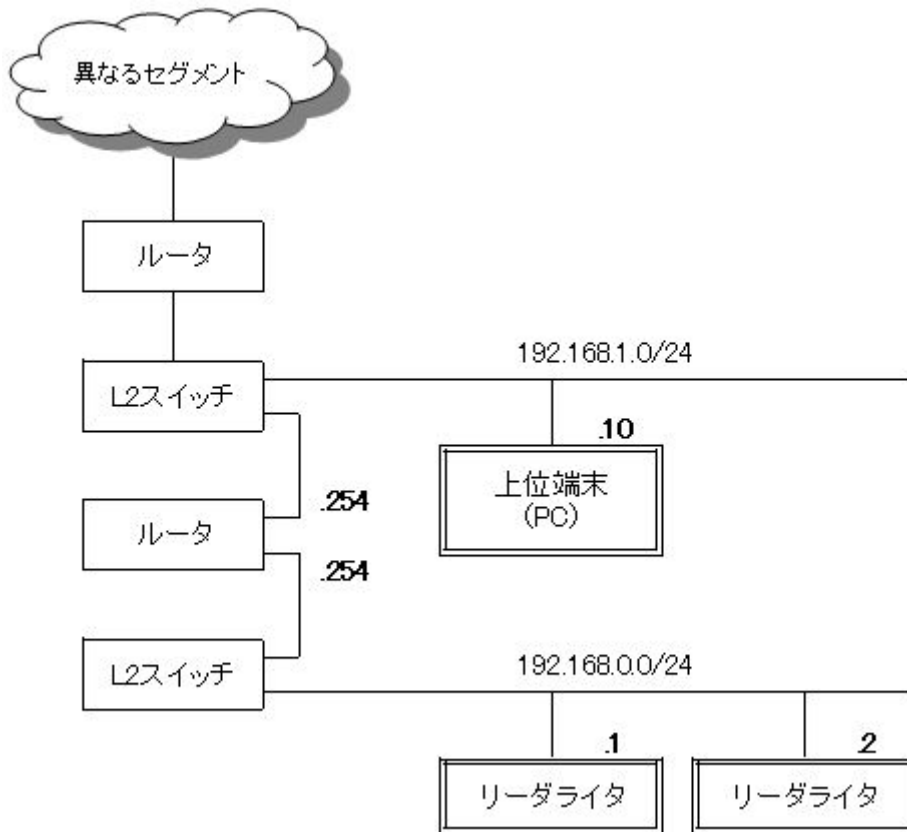 異なるセグメント
ルータ
192.168.1.0/24
L2スイッチ
.10
上位端末
(PC)
.254
ルータ
.254
L2スイッチ
192.168.0.0/24
.1
.2
リーダライタ
リーダライタ